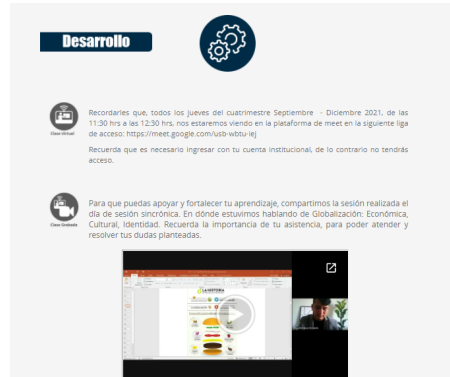 Desarrollo
Recordarles que, todos los jueves del cuatrimestre Septiembre - Diciembre 2021, de las
11:30 hrs a las 12:30 hrs, nos estaremos viendo en la plataforma de meet en la siguiente liga
de acceso: https://meet.google.com/usb-wbtu-iej
Clase Virtual
Recuerda que es necesario ingresar con tu cuenta institucional, de lo contrario no tendrás
acceso.
Para que puedas apoyar y fortalecer tu aprendizaje, compartimos la sesión realizada el
día de sesión sincrónica. En dónde estuvimos hablando de Globalización: Económica,
Cultural, Identidad. Recuerda la importancia de tu asistencia, para poder atender y
Clase Grabada
resolver tus dudas planteadas.
LA HISTORIA